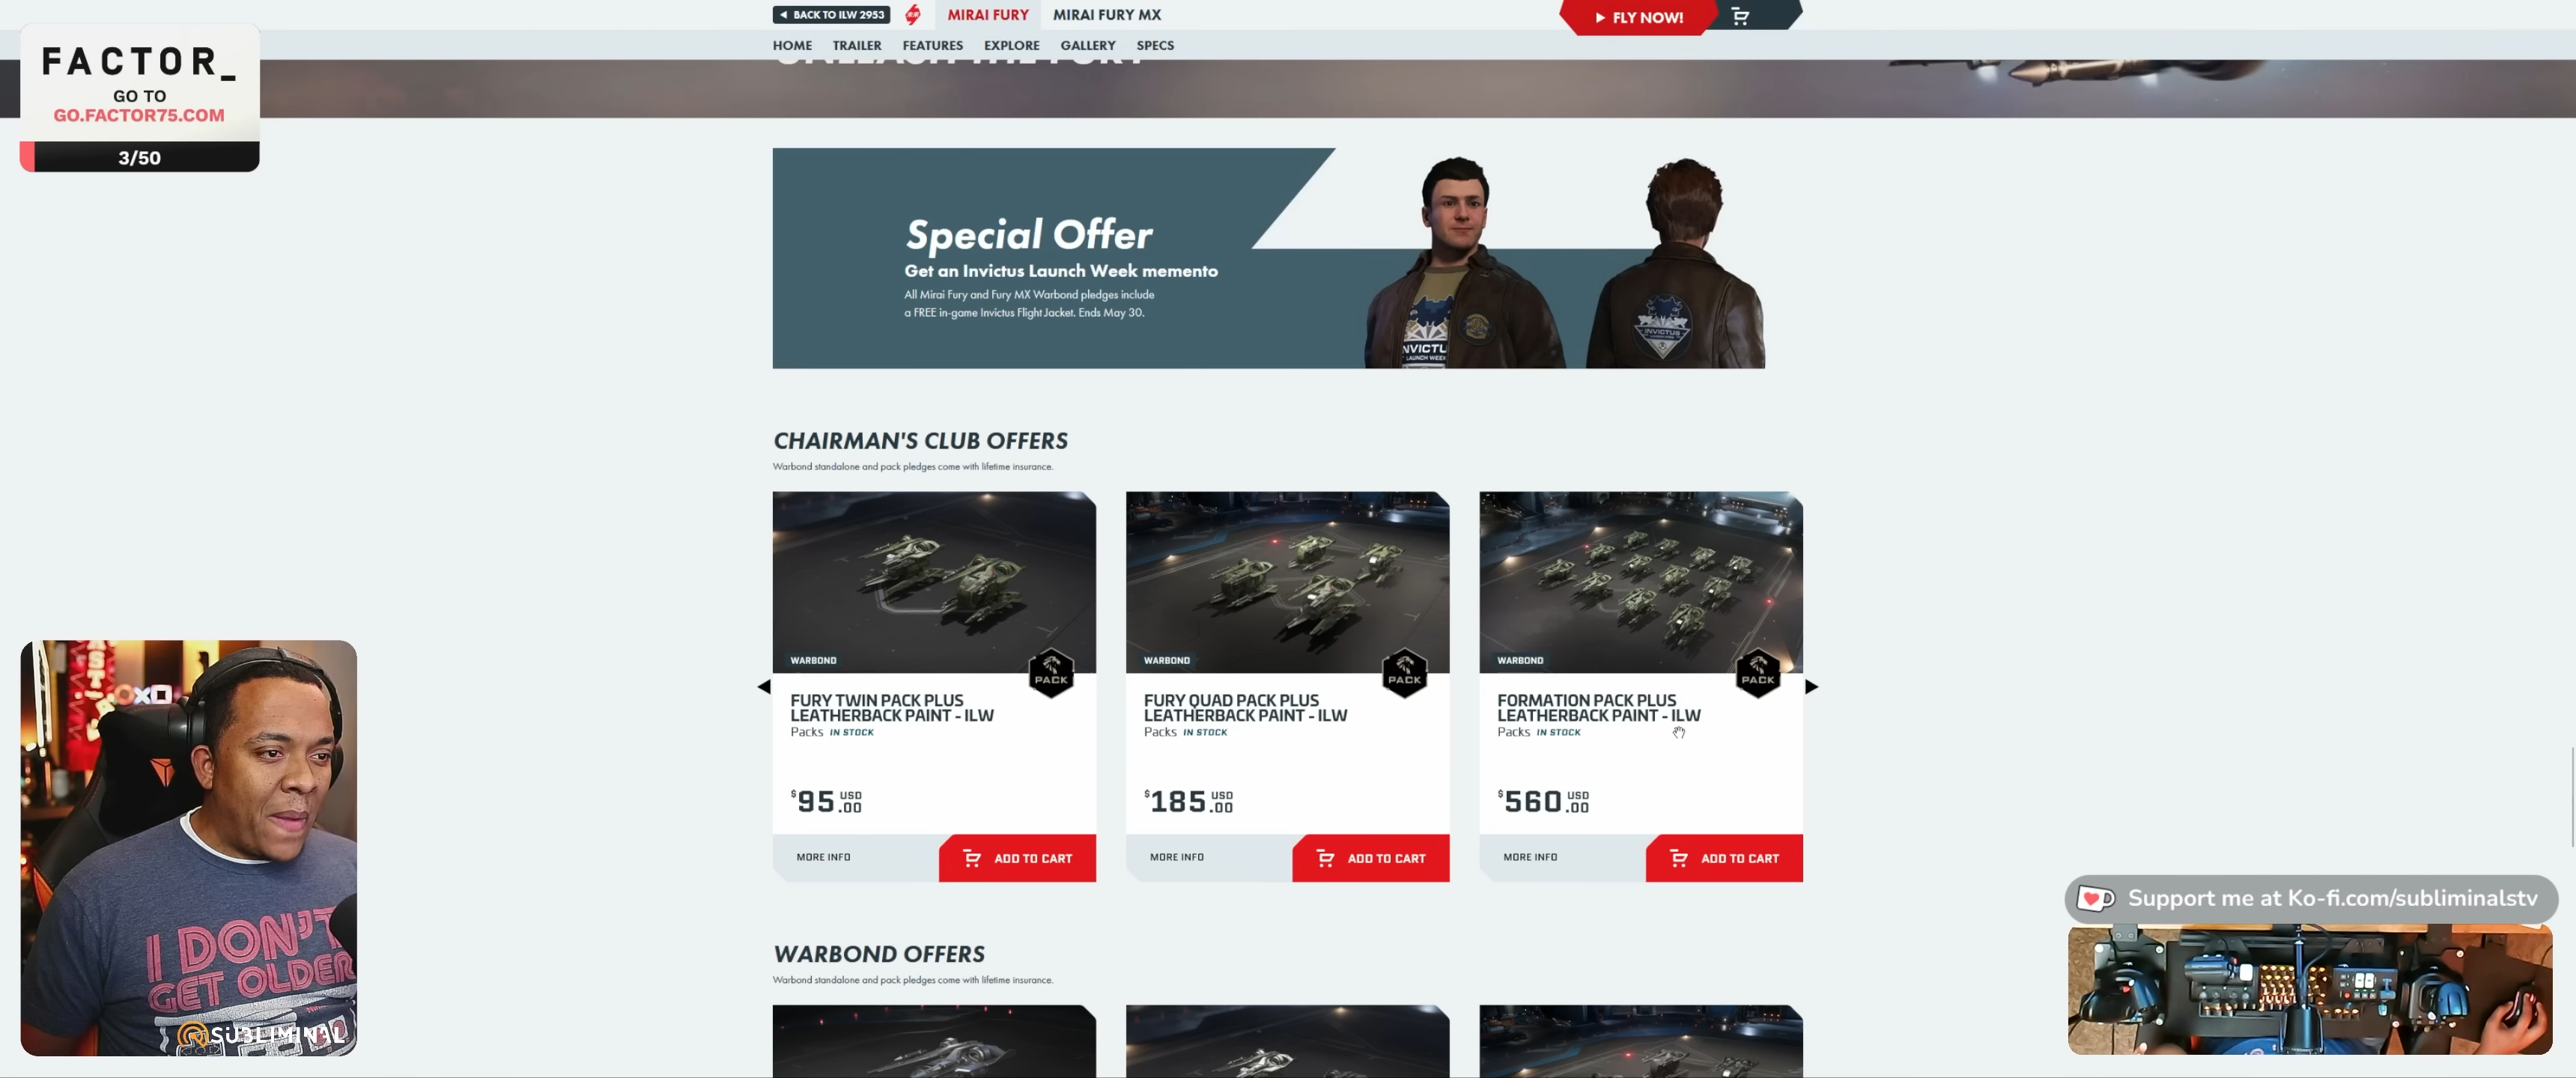 BACK TO ILW 2953
MIRAI FURY
MIRAI FURY MX
FLY NOW!
HOME
TRAILER
FEATURES
EXPLORE
GALLERY
SPECS
UNLEASH THE FURY
FACTOR_
GO TO
GO.FACTOR75.COM
3/50
Special Offer
Get an Invictus Launch Week memento
All Mirai Fury and Fury MX Warbond pledges include
a FREE in-game Invictus Flight Jacket. Ends May 30.
NVICTU
LAUNCH WEEK
INVICTUS
CHAIRMAN'S CLUB OFFERS
Warbond standalone and pack pledges come with lifetime insurance.
WARBOND
PACK
FURY TWIN PACK PLUS
LEATHERBACK PAINT - ILW
Packs IN STOCK
$95.00 USD
MORE INFO
ADD TO CART
WARBOND
PACK
FURY QUAD PACK PLUS
LEATHERBACK PAINT - ILW
Packs IN STOCK
$185.00 USD
MORE INFO
ADD TO CART
WARBOND
PACK
FORMATION PACK PLUS
LEATHERBACK PAINT - ILW
Packs IN STOCK
$560.00 USD
MORE INFO
ADD TO CART
WARBOND OFFERS
Warbond standalone and pack pledges come with lifetime insurance.
I DON'T
GET OLDER
SUBLIMINAL
Support me at Ko-fi.com/subliminalstv